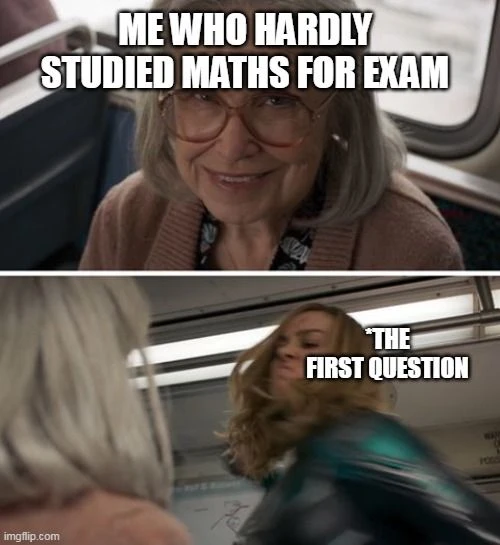 ME WHO HARDLY
STUDIED MATHS FOR EXAM
*THE
FIRST QUESTION
imgflip.com